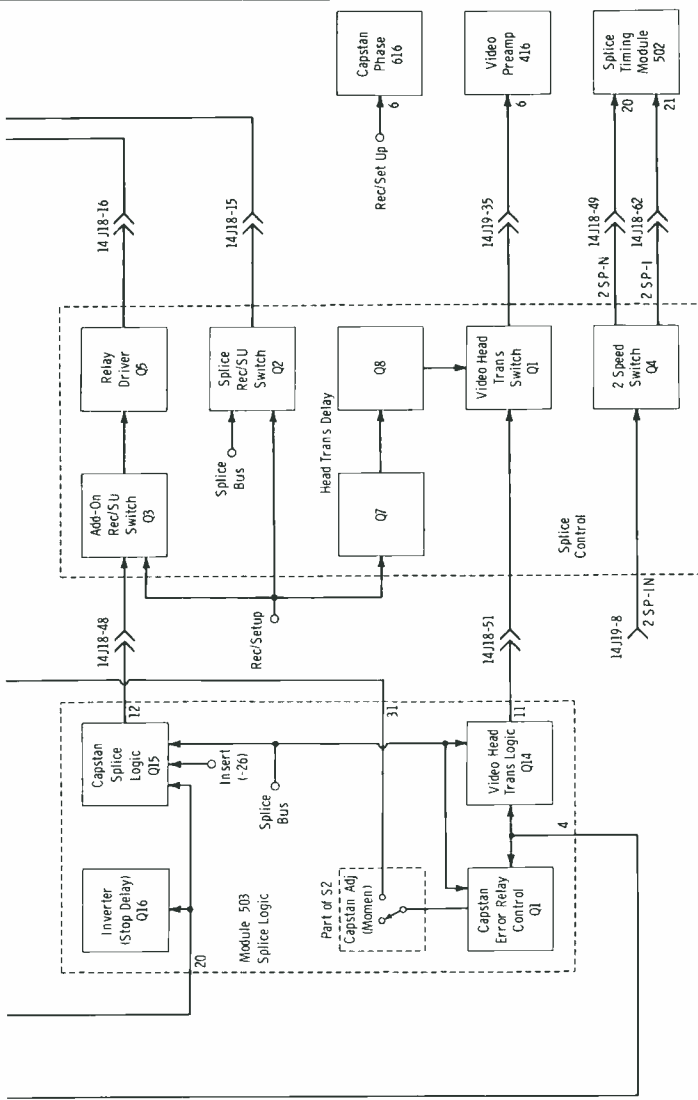 Capstan
Phase
616
6
Rec/Set Up
Video
Preamp
416
6
Splice
Timing
Module
502
20
21
14J18-16
14J18-15
14J19-35
14J18-49
2 SP-N
14J18-62
2 SP-I
Relay
Driver
Q5
Splice
Rec/SU
Switch
Q2
Splice
Bus
Head Trans Delay
Q8
Video Head
Trans
Switch
Q1
2 Speed
Switch
Q4
Add-On
Rec/SU
Switch
Q3
Q7
Splice
Control
14J18-48
Rec/Setup
14J18-51
14J19-8
2 SP-IN
12
31
11
Capstan
Splice
Logic
Q15
Insert
(-26)
Splice
Bus
Video Head
Trans Logic
Q14
4
Inverter
(Stop Delay)
Q16
20
Module 503
Splice Logic
Part of S2
Capstan Adj
(Momen)
Capstan
Error Relay
Control
Q1